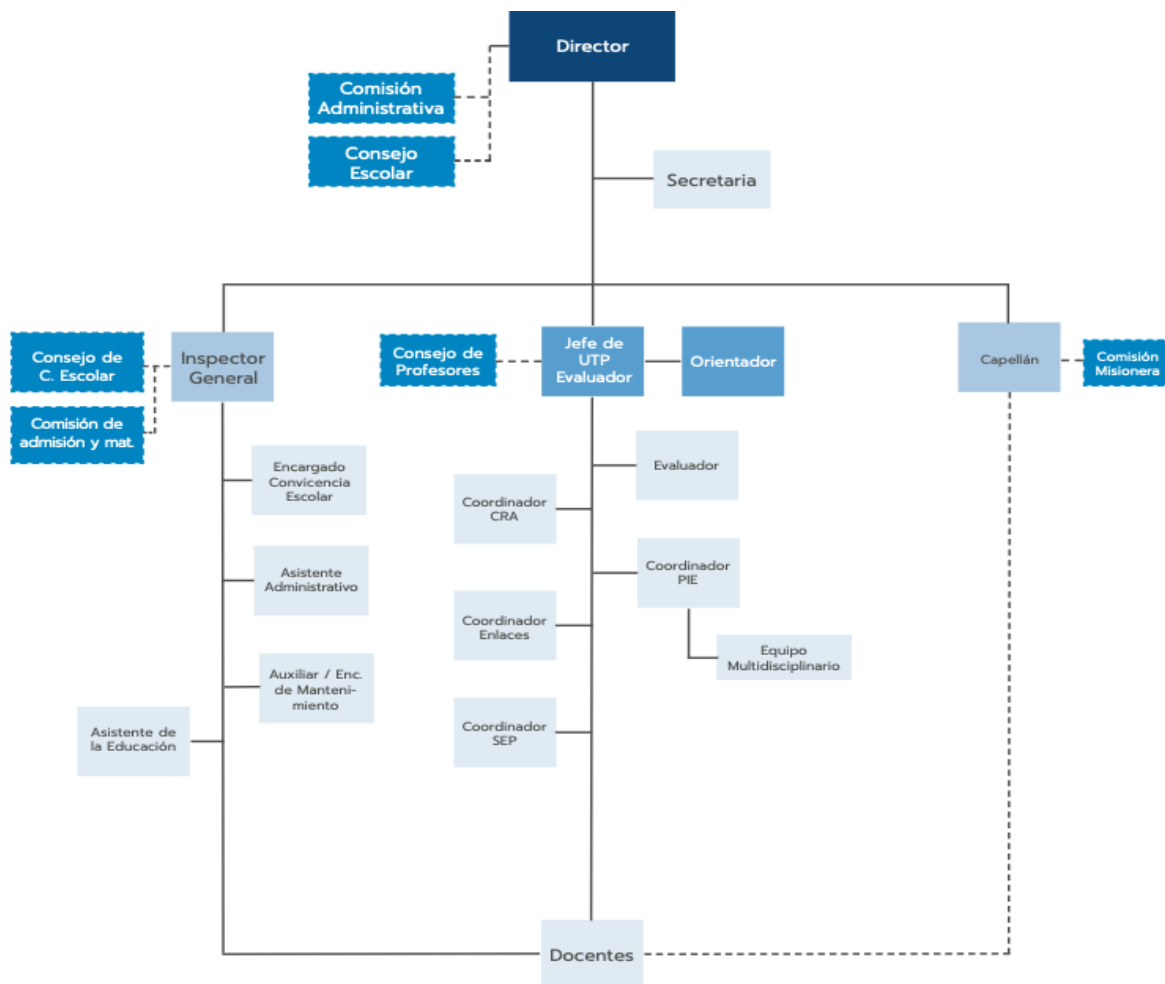 Director
Comisión
Administrativa
Consejo
Escolar
Secretaria
Consejo de
C. Escolar
Comisión de
admisión y mat.
Inspector
General
Consejo de
Profesores
Jefe de
UTP
Evaluador
Orientador
Capellán
Comisión
Misionera
Encargado
Convicencia
Escolar
Asistente
Administrativo
Auxiliar / Enc.
de Manteni-
miento
Asistente de
la Educación
Evaluador
Coordinador
CRA
Coordinador
PIE
Coordinador
Enlaces
Equipo
Multidisciplinario
Coordinador
SEP
Docentes